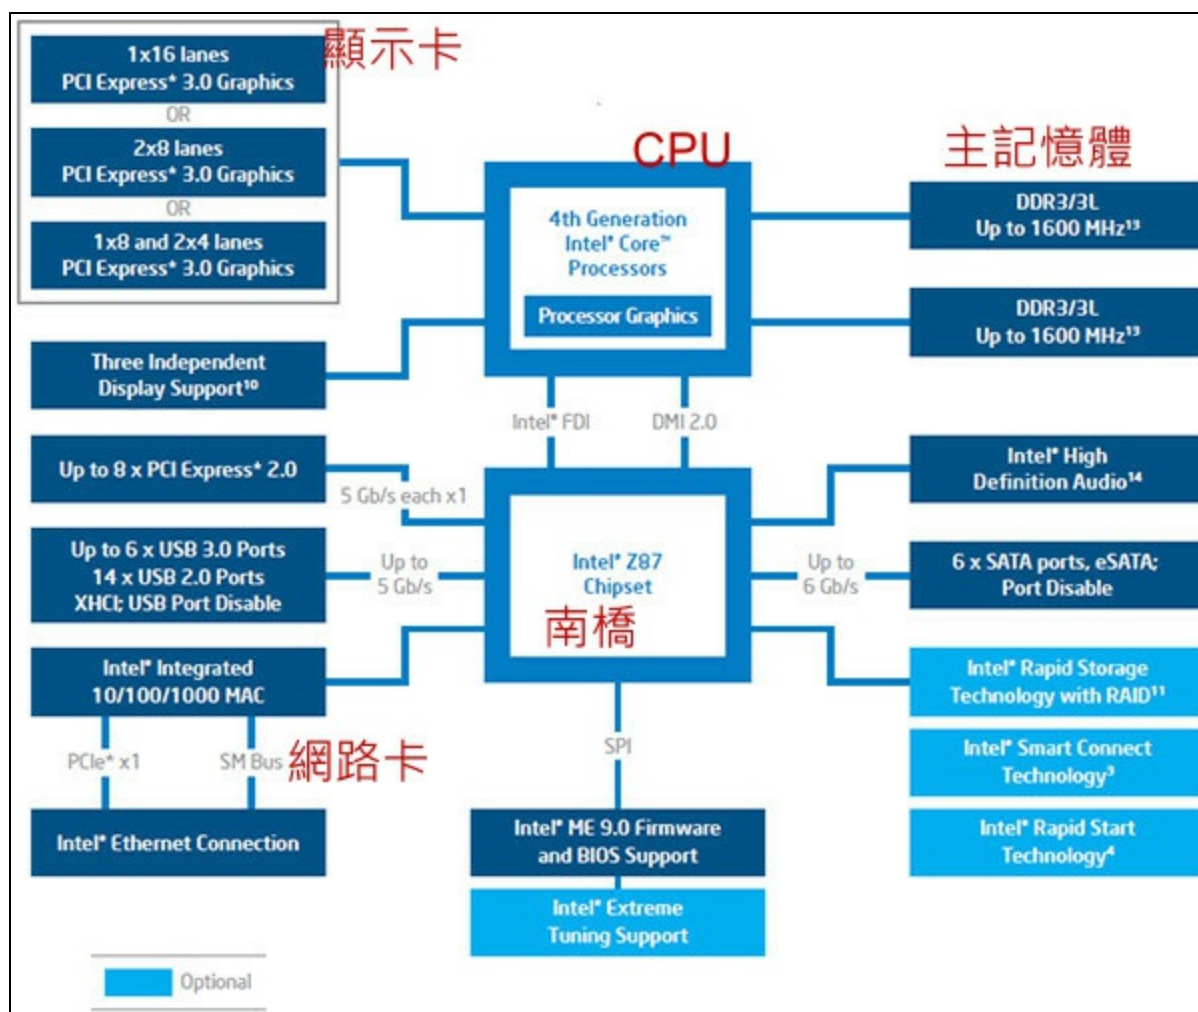 顯示卡
1x16 lanes
PCI Express* 3.0 Graphics
OR
2x8 lanes
PCI Express* 3.0 Graphics
OR
1x8 and 2x4 lanes
PCI Express* 3.0 Graphics
CPU
4th Generation
Intel® Core™
Processors
Processor Graphics
主記憶體
DDR3/3L
Up to 1600 MHz¹³
DDR3/3L
Up to 1600 MHz¹³
Three Independent
Display Support¹⁰
Intel® FDI
DMI 2.0
Up to 8 x PCI Express* 2.0
5 Gb/s each x1
Intel® High
Definition Audio¹⁴
Up to 6 x USB 3.0 Ports
14 x USB 2.0 Ports
XHCI; USB Port Disable
Up to
5 Gb/s
Intel® Z87
Chipset
南橋
Up to
6 Gb/s
6 x SATA ports, eSATA;
Port Disable
Intel® Integrated
10/100/1000 MAC
Intel® Rapid Storage
Technology with RAID¹¹
PCIe* x1
SM Bus
網路卡
SPI
Intel® Smart Connect
Technology³
Intel® Ethernet Connection
Intel® ME 9.0 Firmware
and BIOS Support
Intel® Rapid Start
Technology⁴
Intel® Extreme
Tuning Support
Optional